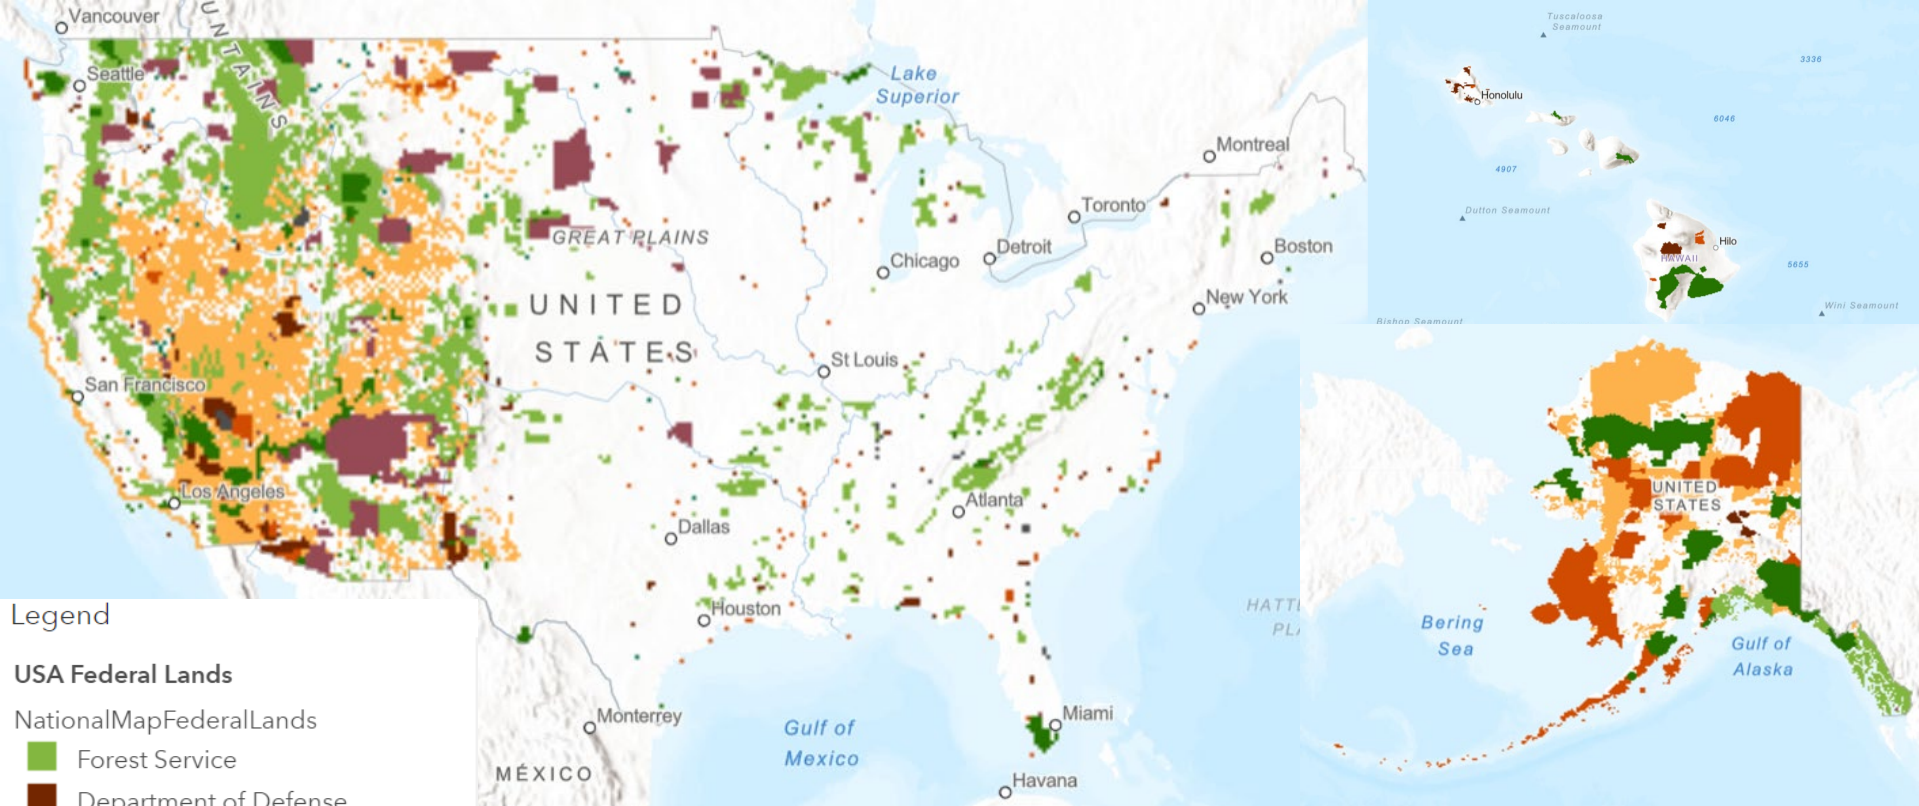 Vancouver
UNTAINS
Seattle
Lake
Superior
Montreal
Toronto
GREAT PLAINS
Detroit
Boston
Chicago
New York
UNITED
STATES
St Louis
San Francisco
Los Angeles
Atlanta
Dallas
Houston
HATT
PL
Monterrey
Gulf of
Mexico
Miami
MÉXICO
Havana
Legend
USA Federal Lands
NationalMapFederalLands
Forest Service
Department of Defense
Tuscaloosa
Seamount
3336
Honolulu
6046
4907
Dutton Seamount
Hilo
HAWAII
5655
Wini Seamount
Bishop Seamount
UNITED
STATES
Bering
Sea
Gulf of
Alaska